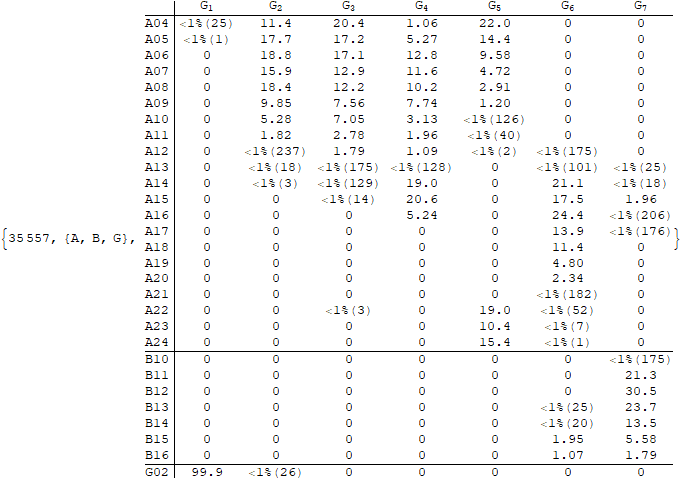 G1 G2 G3 G4 G5 G6 G7
A04 <1%(25) 11.4 20.4 1.06 22.0 0 0
A05 <1%(1) 17.7 17.2 5.27 14.4 0 0
A06 0 18.8 17.1 12.8 9.58 0 0
A07 0 15.9 12.9 11.6 4.72 0 0
A08 0 18.4 12.2 10.2 2.91 0 0
A09 0 9.85 7.56 7.74 1.20 0 0
A10 0 5.28 7.05 3.13 <1%(126) 0 0
A11 0 1.82 2.78 1.96 <1%(40) 0 0
A12 0 <1%(237) 1.79 1.09 <1%(2) <1%(175) 0
A13 0 <1%(18) <1%(175) <1%(128) 0 <1%(101) <1%(25)
A14 0 <1%(3) <1%(129) 19.0 0 21.1 <1%(18)
A15 0 0 <1%(14) 20.6 0 17.5 1.96
A16 0 0 0 5.24 0 24.4 <1%(206)
A17 0 0 0 0 0 13.9 <1%(176)
{35557, {A, B, G}, }
A18 0 0 0 0 0 11.4 0
A19 0 0 0 0 0 4.80 0
A20 0 0 0 0 0 2.34 0
A21 0 0 0 0 0 <1%(182) 0
A22 0 0 <1%(3) 0 19.0 <1%(52) 0
A23 0 0 0 0 10.4 <1%(7) 0
A24 0 0 0 0 15.4 <1%(1) 0
B10 0 0 0 0 0 0 <1%(175)
B11 0 0 0 0 0 0 21.3
B12 0 0 0 0 0 0 30.5
B13 0 0 0 0 0 <1%(25) 23.7
B14 0 0 0 0 0 <1%(20) 13.5
B15 0 0 0 0 0 1.95 5.58
B16 0 0 0 0 0 1.07 1.79
G02 99.9 <1%(26) 0 0 0 0 0